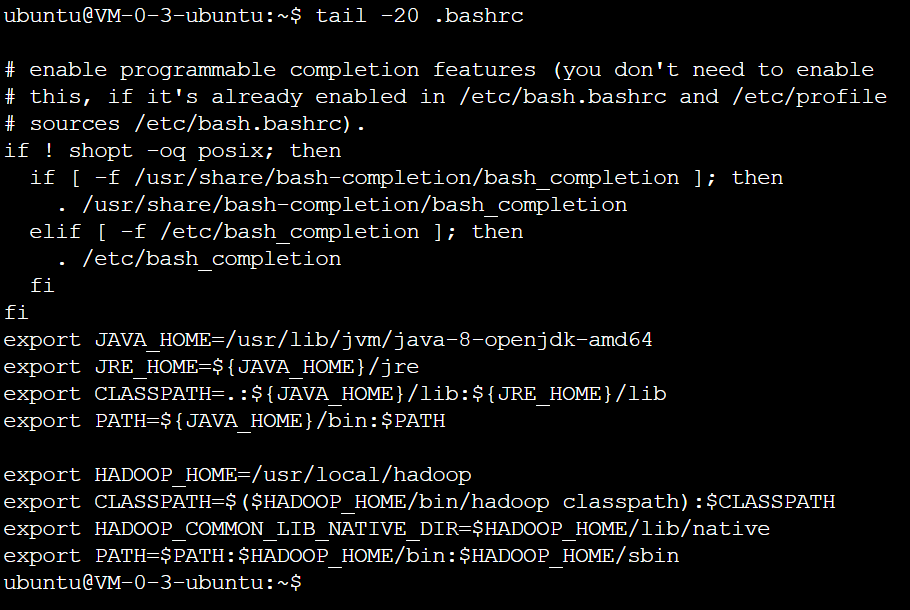 ubuntu@VM-0-3-ubuntu:~$ tail -20 .bashrc

# enable programmable completion features (you don't need to enable
# this, if it's already enabled in /etc/bash.bashrc and /etc/profile
# sources /etc/bash.bashrc).
if ! shopt -oq posix; then
  if [ -f /usr/share/bash-completion/bash_completion ]; then
    . /usr/share/bash-completion/bash_completion
  elif [ -f /etc/bash_completion ]; then
    . /etc/bash_completion
  fi
fi
export JAVA_HOME=/usr/lib/jvm/java-8-openjdk-amd64
export JRE_HOME=${JAVA_HOME}/jre
export CLASSPATH=.:${JAVA_HOME}/lib:${JRE_HOME}/lib
export PATH=${JAVA_HOME}/bin:$PATH

export HADOOP_HOME=/usr/local/hadoop
export CLASSPATH=$($HADOOP_HOME/bin/hadoop classpath):$CLASSPATH
export HADOOP_COMMON_LIB_NATIVE_DIR=$HADOOP_HOME/lib/native
export PATH=$PATH:$HADOOP_HOME/bin:$HADOOP_HOME/sbin
ubuntu@VM-0-3-ubuntu:~$